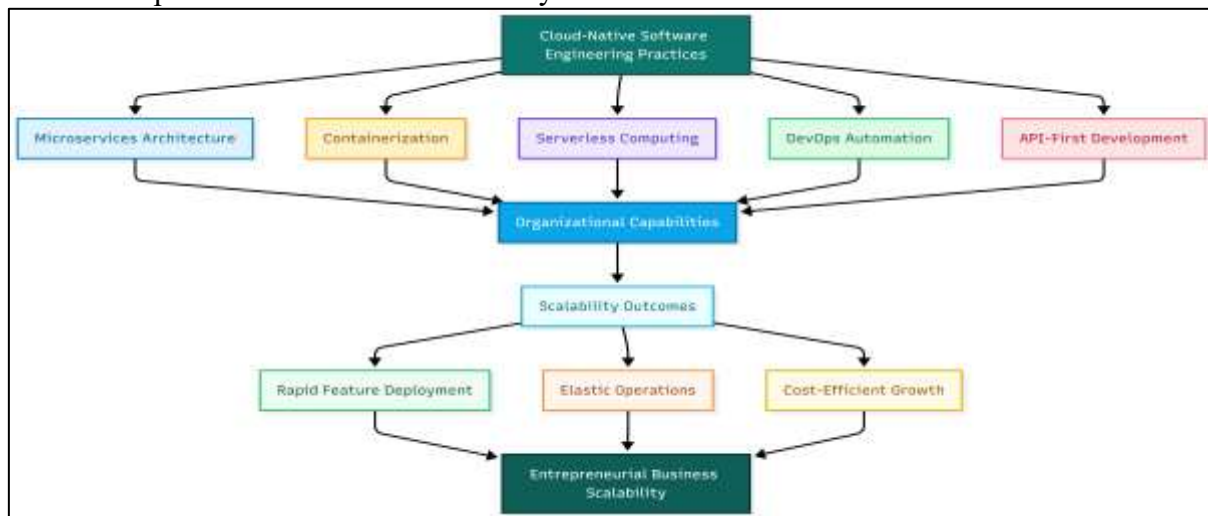 Cloud-Native Software
Engineering Practices
Microservices Architecture
Containerization
Serverless Computing
DevOps Automation
API-First Development
Organizational Capabilities
Scalability Outcomes
Rapid Feature Deployment
Elastic Operations
Cost-Efficient Growth
Entrepreneurial Business
Scalability